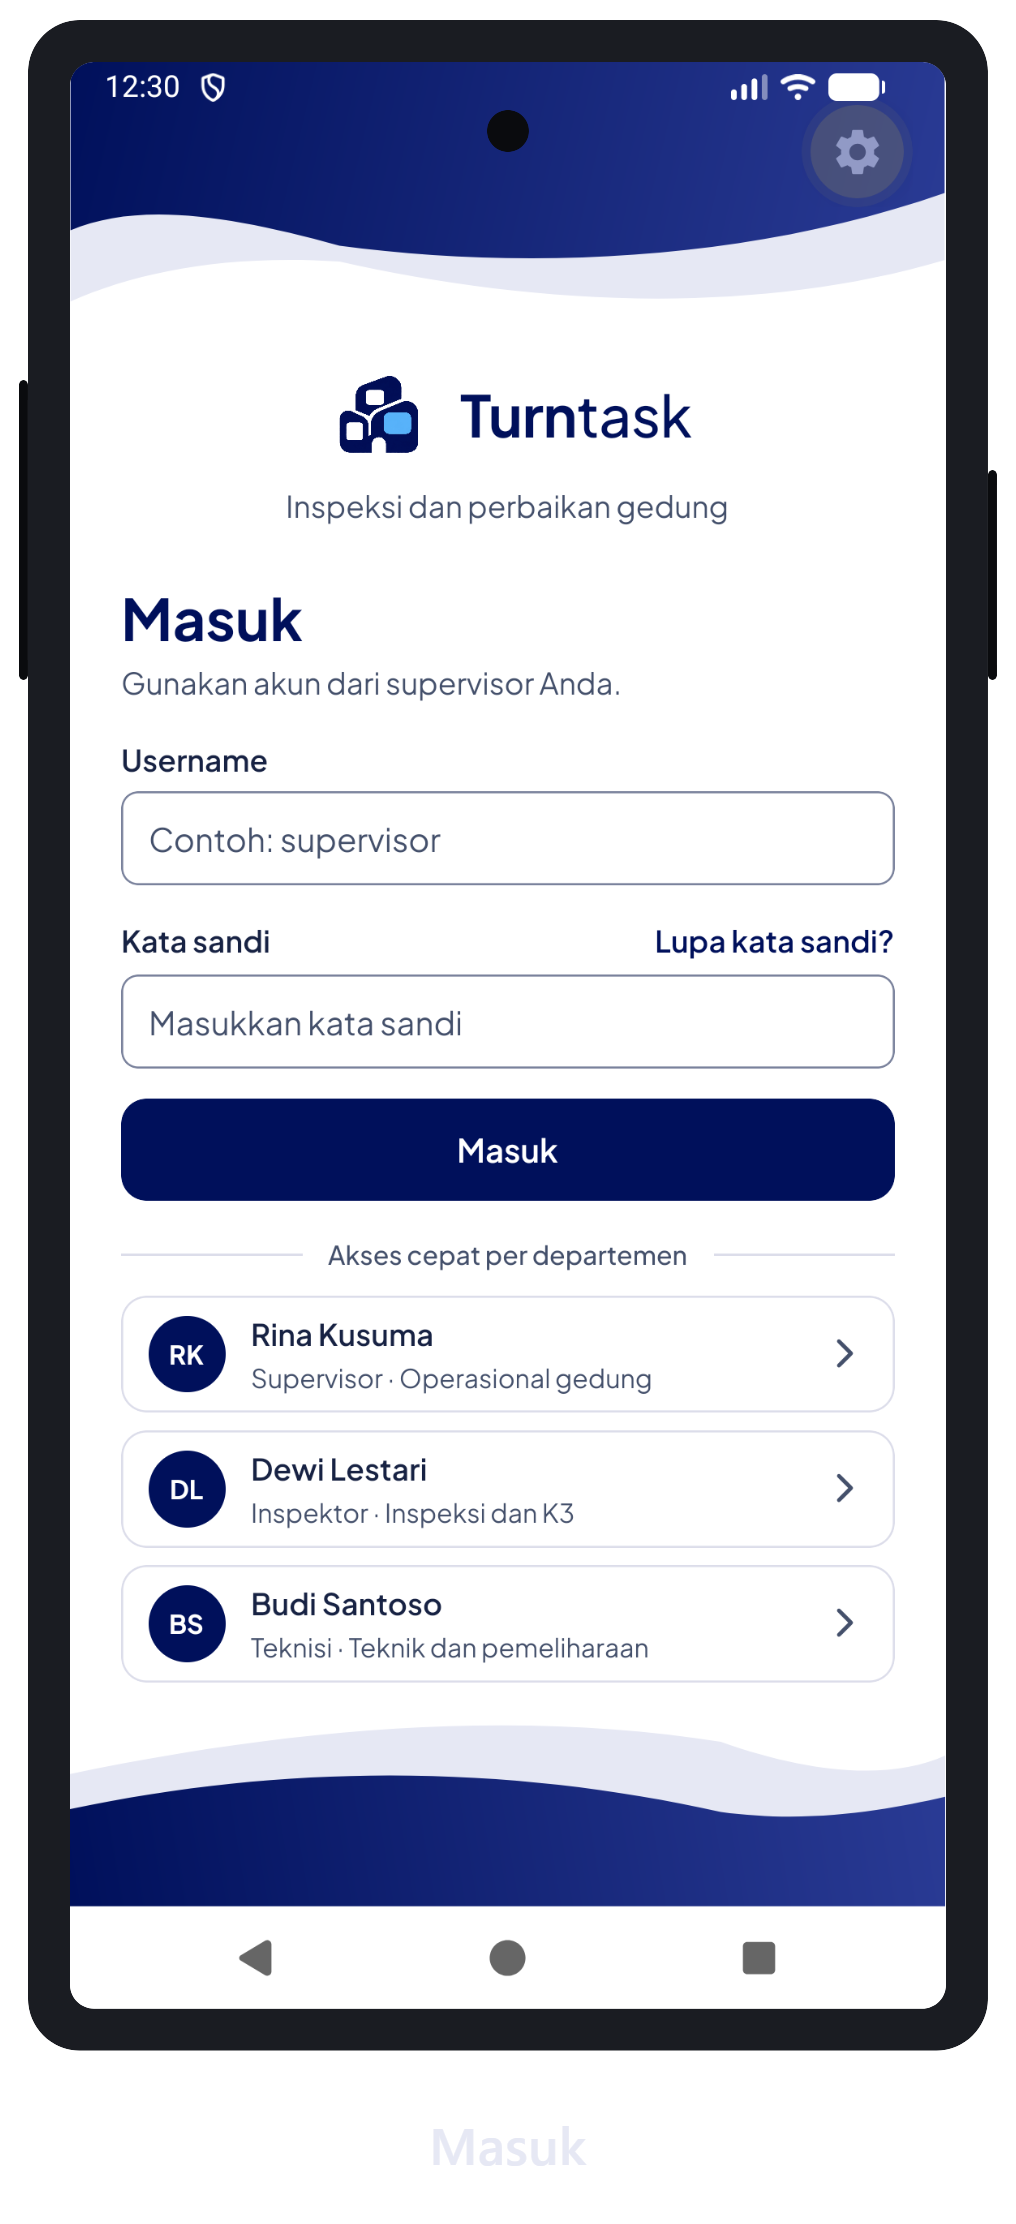 12:30
Turntask
Inspeksi dan perbaikan gedung
Masuk
Gunakan akun dari supervisor Anda.
Username
Contoh: supervisor
Kata sandi
Lupa kata sandi?
Masukkan kata sandi
Masuk
Akses cepat per departemen
RK
Rina Kusuma
Supervisor · Operasional gedung
DL
Dewi Lestari
Inspektor · Inspeksi dan K3
BS
Budi Santoso
Teknisi · Teknik dan pemeliharaan
Masuk